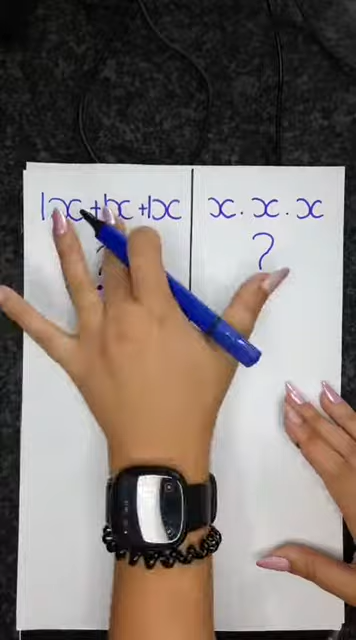 1x + 1x + 1x
x · x · x
?
?